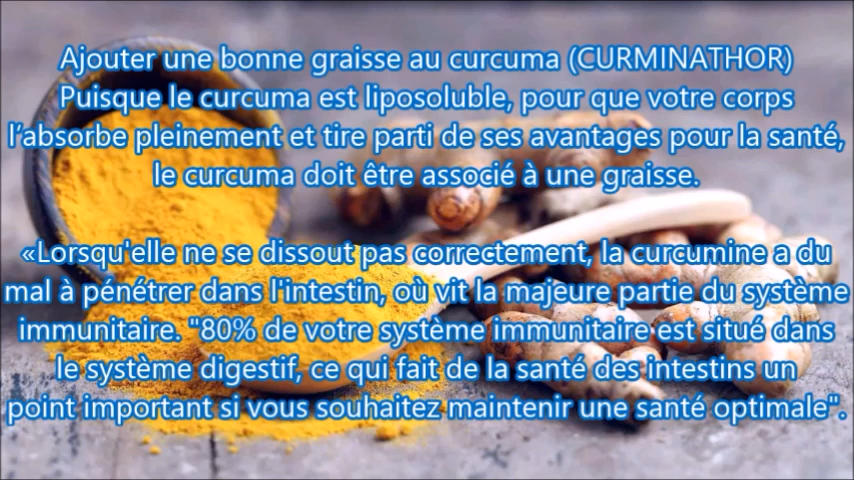 Ajouter une bonne graisse au curcuma (CURMINATHOR)
Puisque le curcuma est liposoluble, pour que votre corps
l'absorbe pleinement et tire parti de ses avantages pour la santé,
le curcuma doit être associé à une graisse.
«Lorsqu'elle ne se dissout pas correctement, la curcumine a du
mal à pénétrer dans l'intestin, où vit la majeure partie du système
immunitaire. "80% de votre système immunitaire est situé dans
le système digestif, ce qui fait de la santé des intestins un
point important si vous souhaitez maintenir une santé optimale".